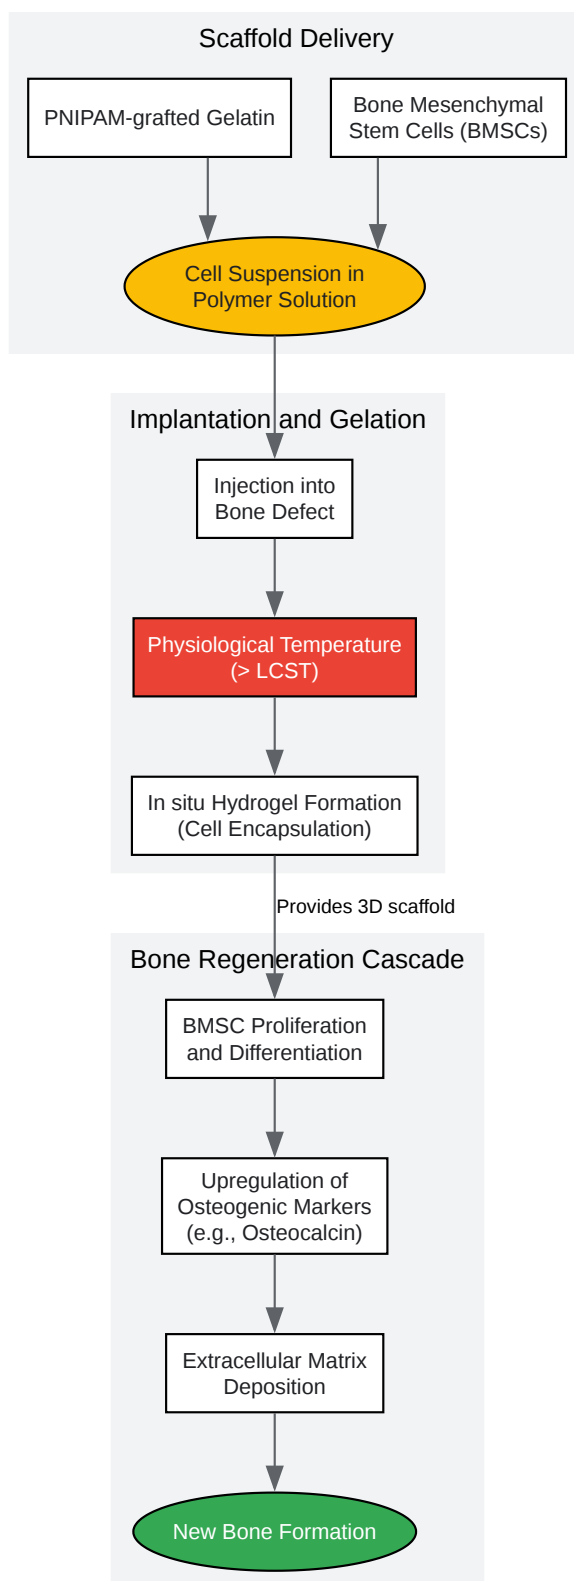 Scaffold Delivery
PNIPAM-grafted Gelatin
Bone Mesenchymal
Stem Cells (BMSCs)
Cell Suspension in
Polymer Solution
Implantation and Gelation
Injection into
Bone Defect
Physiological Temperature
(> LCST)
In situ Hydrogel Formation
(Cell Encapsulation)
Provides 3D scaffold
Bone Regeneration Cascade
BMSC Proliferation
and Differentiation
Upregulation of
Osteogenic Markers
(e.g., Osteocalcin)
Extracellular Matrix
Deposition
New Bone Formation